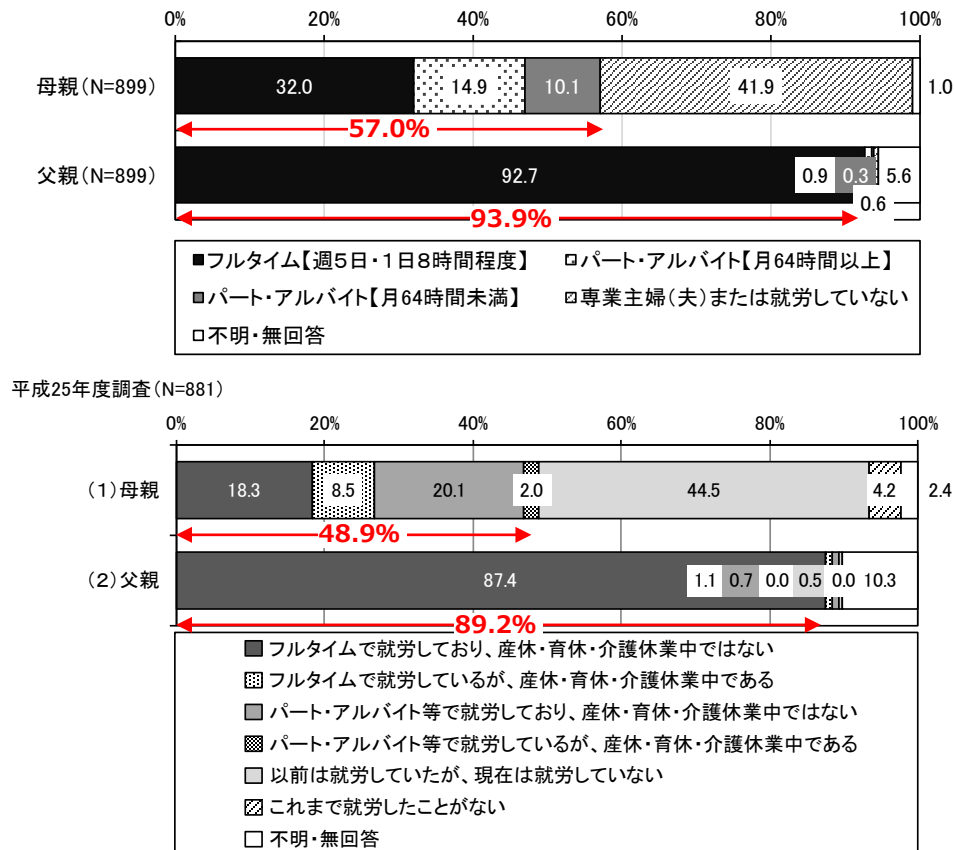 0% 20% 40% 60% 80% 100%
母親(N=899) 32.0 14.9 10.1 41.9 1.0
57.0%
父親(N=899) 92.7 0.9 0.3 5.6
0.6
93.9%
■フルタイム【週5日・1日8時間程度】 パート・アルバイト【月64時間以上】
パート・アルバイト【月64時間未満】 専業主婦(夫)または就労していない
□不明・無回答
平成25年度調査(N=881)
0% 20% 40% 60% 80% 100%
(1)母親 18.3 8.5 20.1 2.0 44.5 4.2 2.4
48.9%
(2)父親 87.4 1.1 0.7 0.0 0.5 0.0 10.3
89.2%
フルタイムで就労しており、産休・育休・介護休業中ではない
フルタイムで就労しているが、産休・育休・介護休業中である
パート・アルバイト等で就労しており、産休・育休・介護休業中ではない
パート・アルバイト等で就労しているが、産休・育休・介護休業中である
以前は就労していたが、現在は就労していない
これまで就労したことがない
不明・無回答